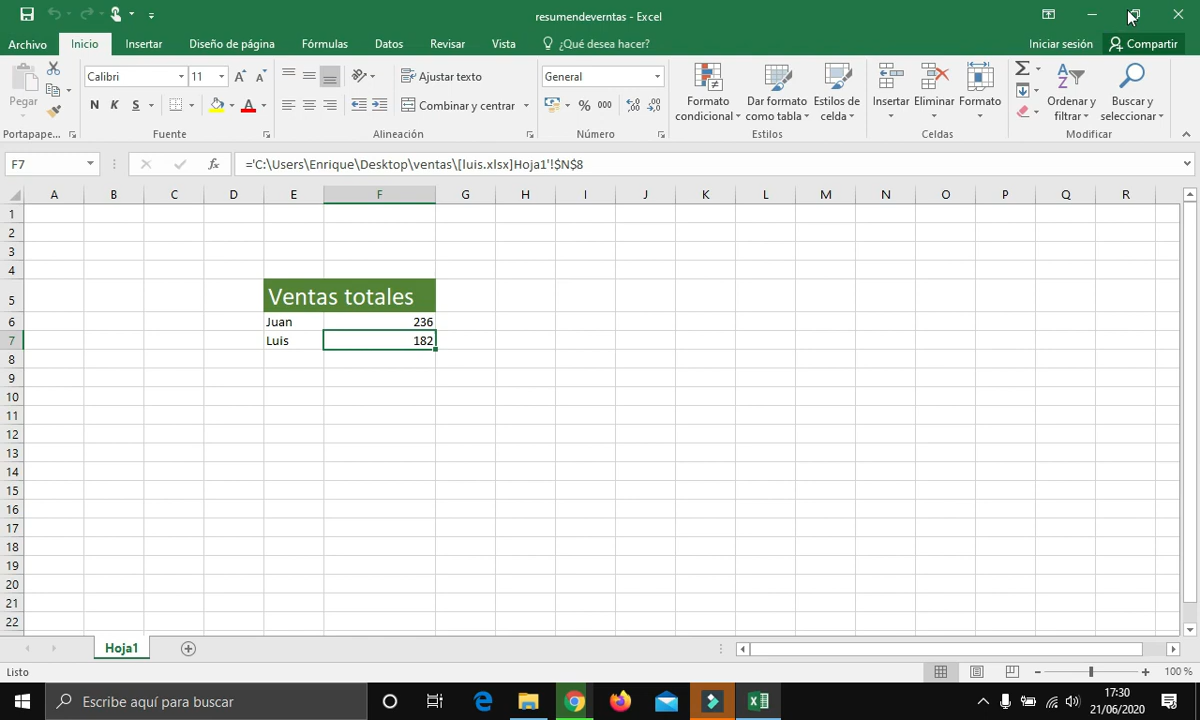 resumendeverntas - Excel
Archivo Inicio Insertar Diseño de página Fórmulas Datos Revisar Vista ¿Qué desea hacer? Iniciar sesión Compartir
Pegar
Calibri 11
N K S
Ajustar texto
Combinar y centrar
General
% 000
Formato condicional
Dar formato como tabla
Estilos de celda
Insertar Eliminar Formato
Ordenar y filtrar
Buscar y seleccionar
Portapape... Fuente Alineación Número Estilos Celdas Modificar
F7 fx ='C:\Users\Enrique\Desktop\ventas\[luis.xlsx]Hoja1'!$N$8
A B C D E F G H I J K L M N O P Q R
1
2
3
4
5 Ventas totales
6 Juan 236
7 Luis 182
8
9
10
11
12
13
14
15
16
17
18
19
20
21
22
Hoja1
Listo 100 %
Escribe aquí para buscar
17:30
21/06/2020